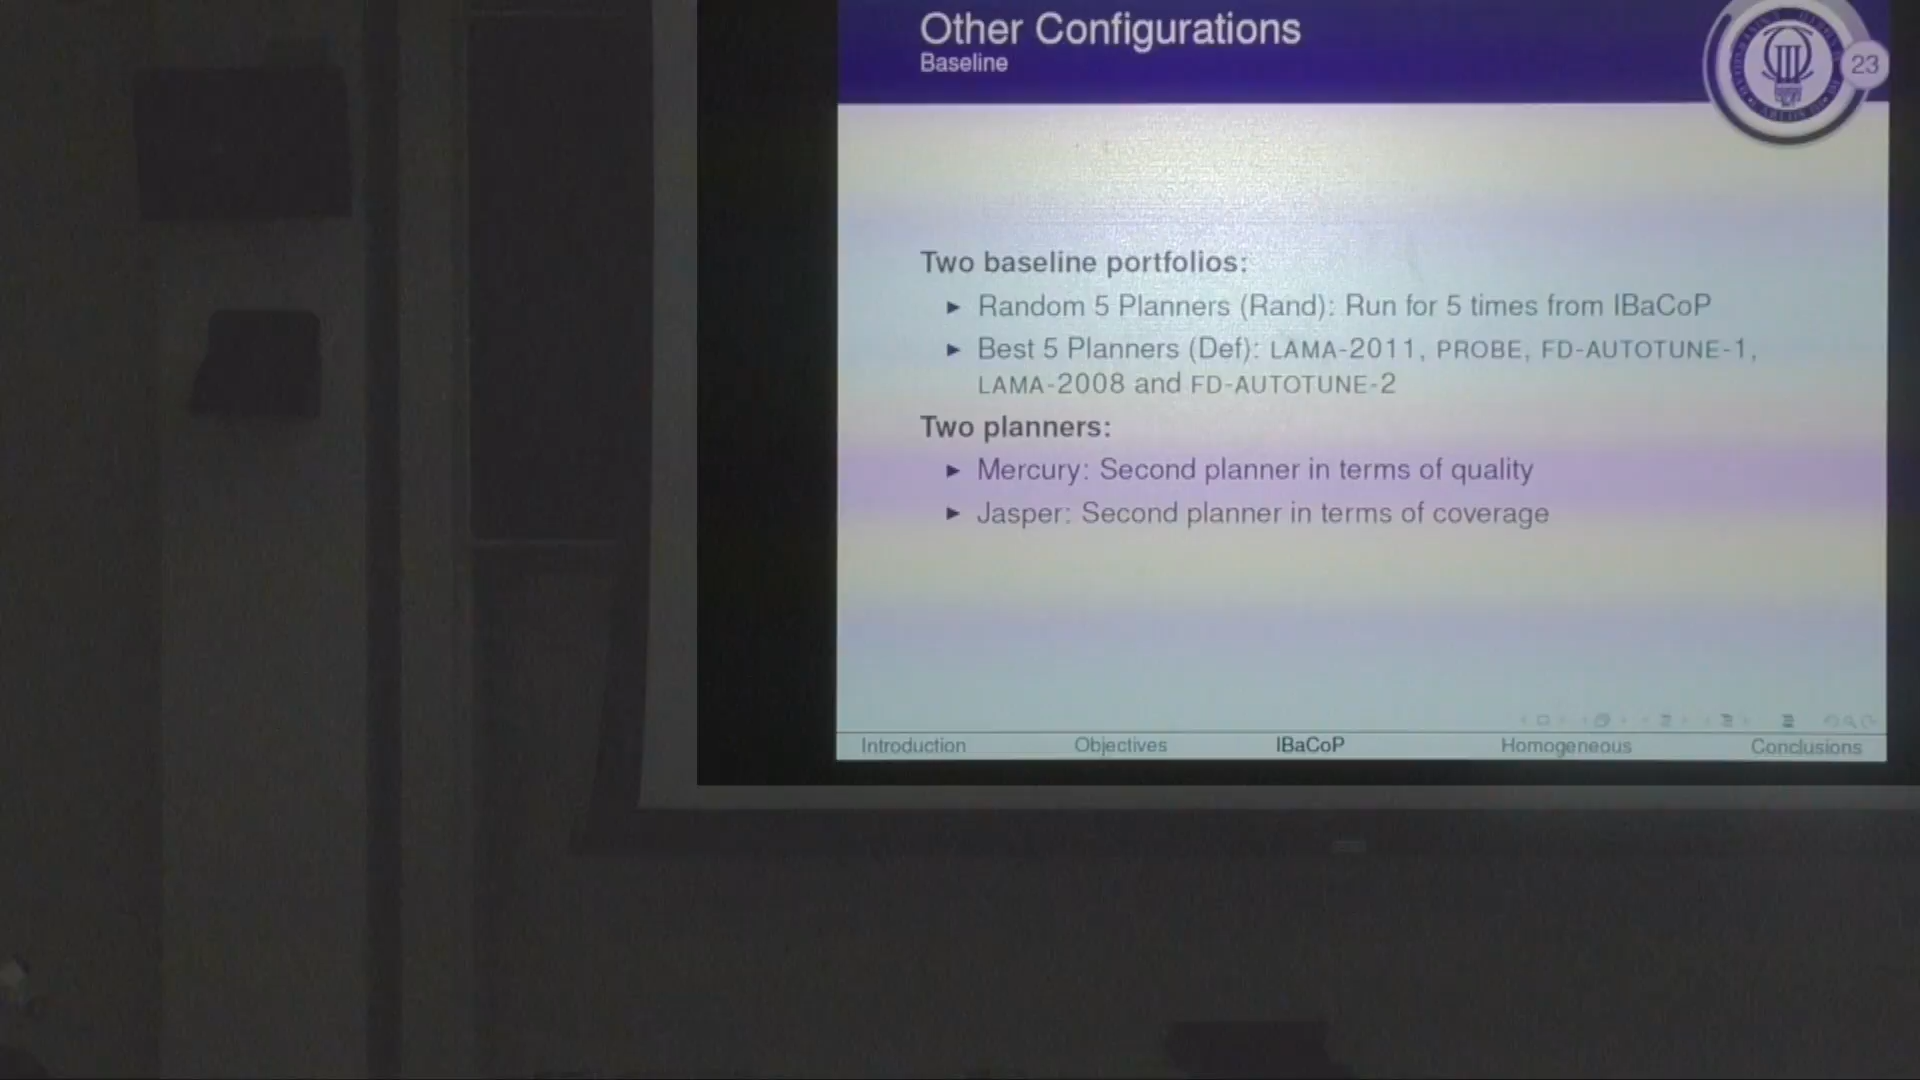 Other Configurations
Baseline
23
Two baseline portfolios:
► Random 5 Planners (Rand): Run for 5 times from IBaCoP
► Best 5 Planners (Def): LAMA-2011, PROBE, FD-AUTOTUNE-1,
LAMA-2008 and FD-AUTOTUNE-2
Two planners:
► Mercury: Second planner in terms of quality
► Jasper: Second planner in terms of coverage
Introduction Objectives IBaCoP Homogeneous Conclusions